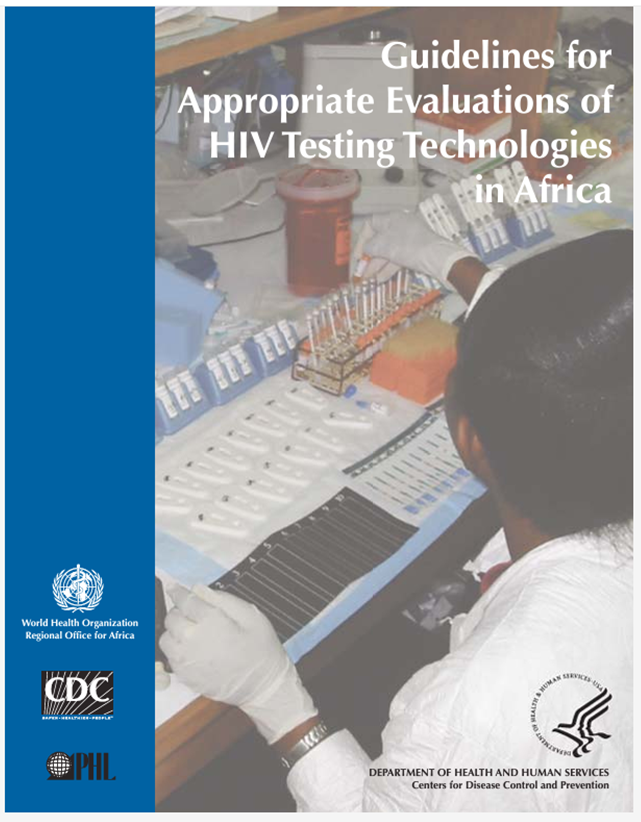 Guidelines for
Appropriate Evaluations of
HIV Testing Technologies
in Africa
World Health Organization
Regional Office for Africa
CDC
SAFER•HEALTHIER•PEOPLE™
PHL
DEPARTMENT OF HEALTH & HUMAN SERVICES•USA
DEPARTMENT OF HEALTH AND HUMAN SERVICES
Centers for Disease Control and Prevention